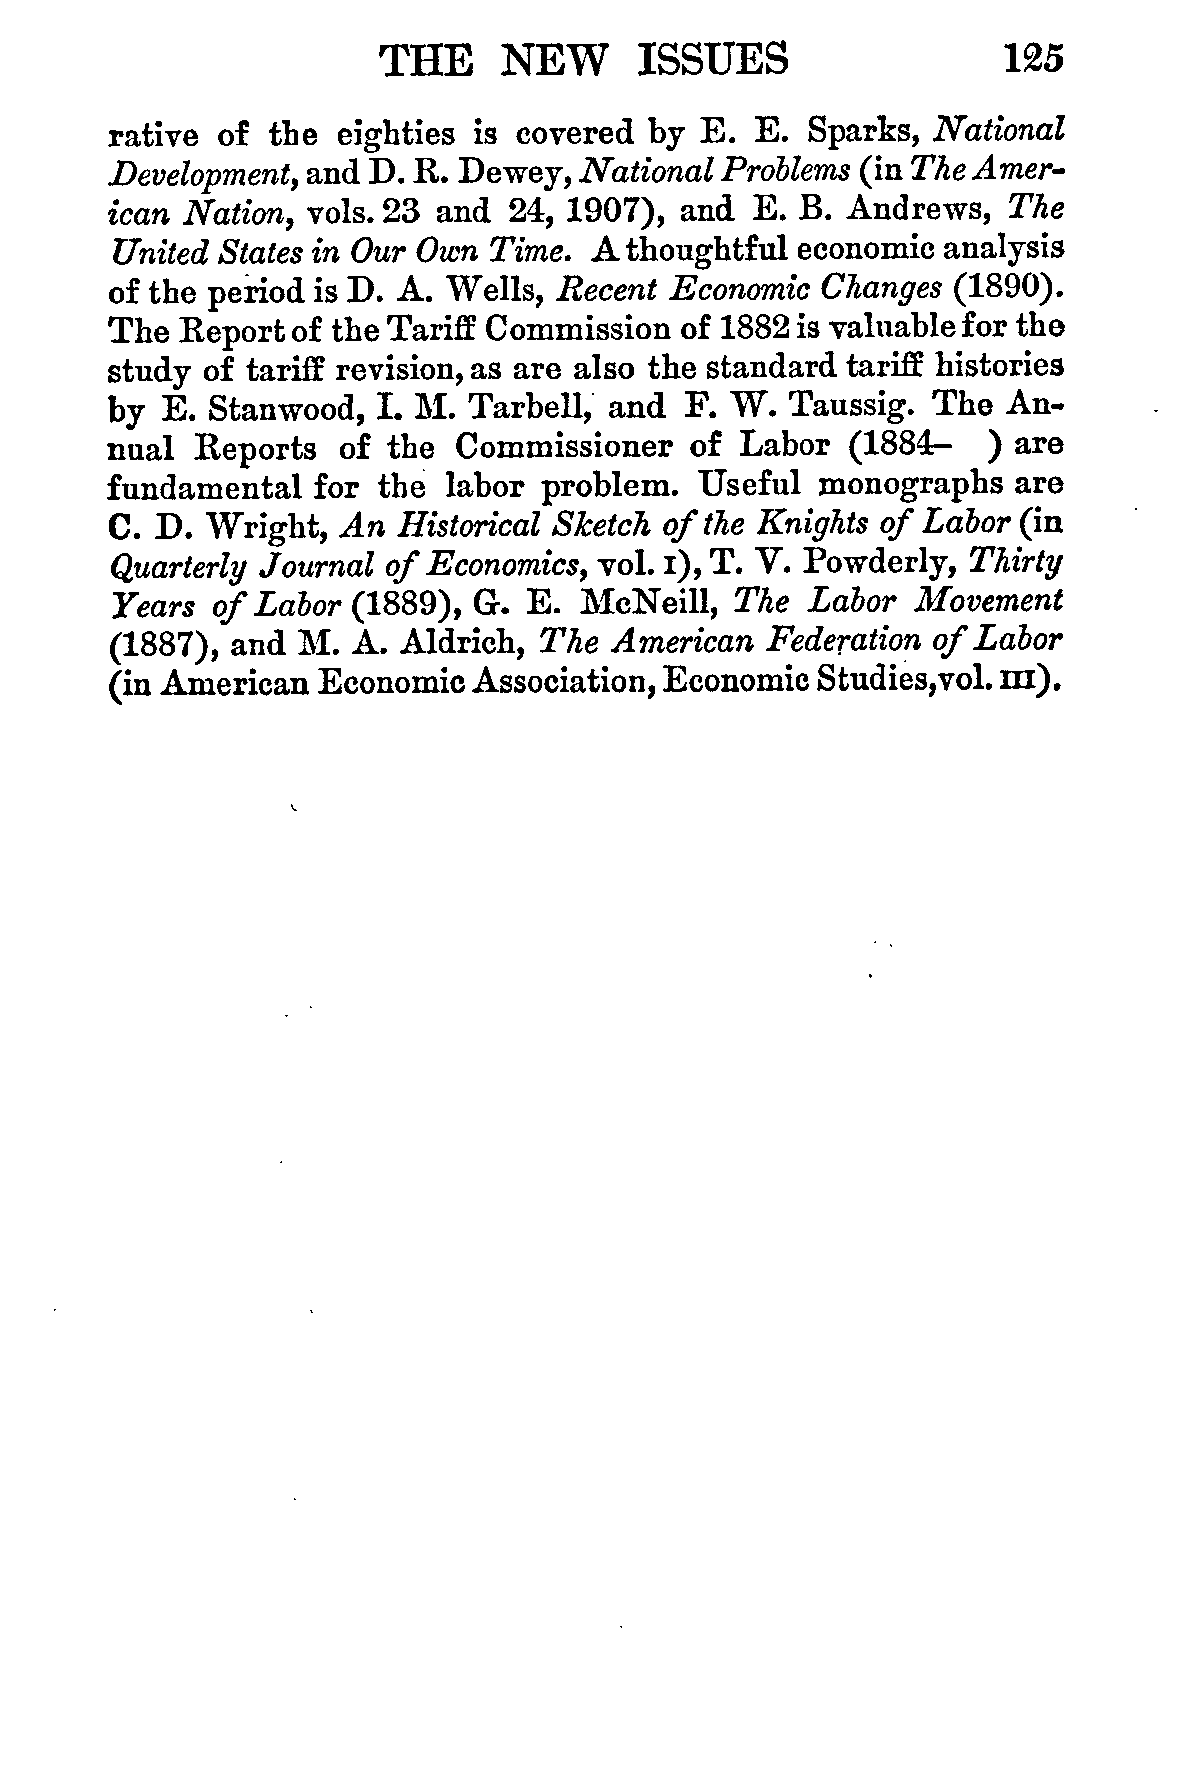 THE NEW ISSUES 125
rative of the eighties is covered by E. E. Sparks, National
Development, and D. R. Dewey, National Problems (in The Amer-
ican Nation, vols. 23 and 24, 1907), and E. B. Andrews, The
United States in Our Own Time. A thoughtful economic analysis
of the period is D. A. Wells, Recent Economic Changes (1890).
The Report of the Tariff Commission of 1882 is valuable for the
study of tariff revision, as are also the standard tariff histories
by E. Stanwood, I. M. Tarbell, and F. W. Taussig. The An-
nual Reports of the Commissioner of Labor (1884– ) are
fundamental for the labor problem. Useful monographs are
C. D. Wright, An Historical Sketch of the Knights of Labor (in
Quarterly Journal of Economics, vol. I), T. V. Powderly, Thirty
Years of Labor (1889), G. E. McNeill, The Labor Movement
(1887), and M. A. Aldrich, The American Federation of Labor
(in American Economic Association, Economic Studies, vol. III).